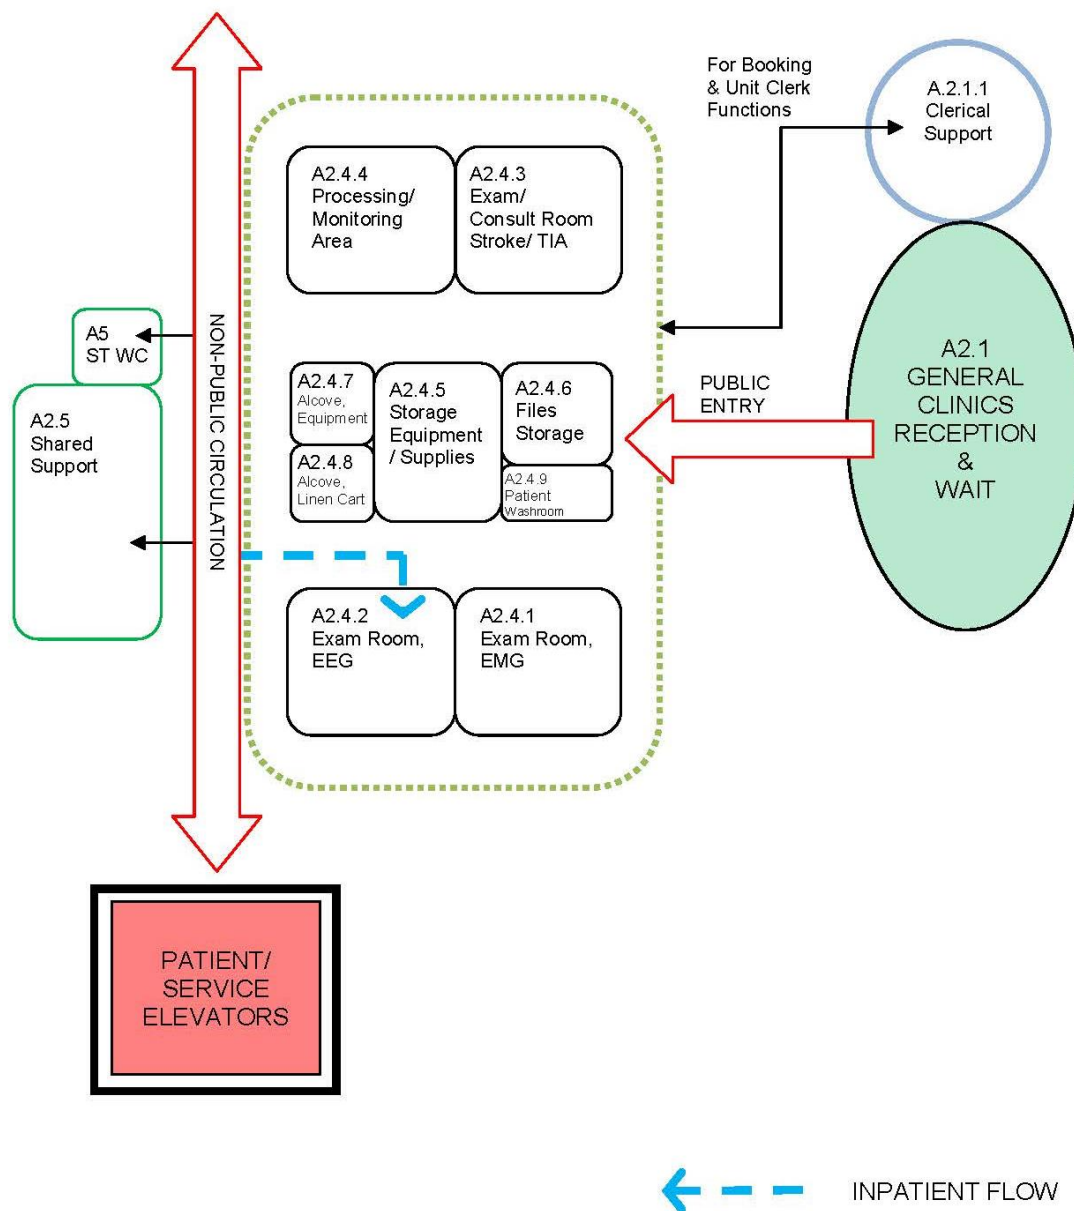 For Booking
& Unit Clerk
Functions
A.2.1.1
Clerical
Support
A2.4.4
Processing/
Monitoring
Area
A2.4.3
Exam/
Consult Room
Stroke/ TIA
A5
ST WC
A2.5
Shared
Support
NON-PUBLIC CIRCULATION
A2.4.7
Alcove,
Equipment
A2.4.8
Alcove,
Linen Cart
A2.4.5
Storage
Equipment
/ Supplies
A2.4.6
Files
Storage
A2.4.9
Patient
Washroom
PUBLIC
ENTRY
A2.1
GENERAL
CLINICS
RECEPTION
&
WAIT
A2.4.2
Exam Room,
EEG
A2.4.1
Exam Room,
EMG
PATIENT/
SERVICE
ELEVATORS
INPATIENT FLOW